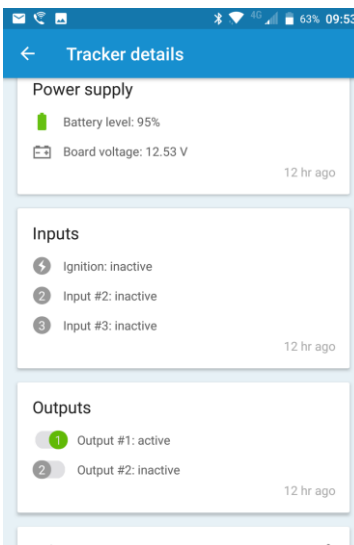 4G 63% 09:53
Tracker details
Power supply
Battery level: 95%
Board voltage: 12.53 V
12 hr ago
Inputs
Ignition: inactive
2 Input #2: inactive
3 Input #3: inactive
12 hr ago
Outputs
1 Output #1: active
2 Output #2: inactive
12 hr ago